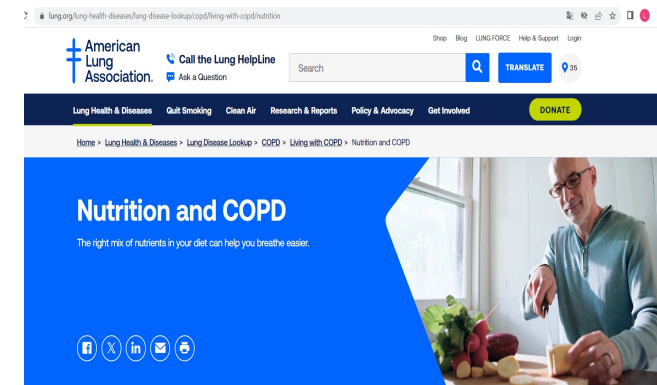 lung.org/lung-health-diseases/lung-disease-lookup/copd/living-with-copd/nutrition
Shop Blog LUNG FORCE Help & Support Login
American
Lung
Association.
Call the Lung HelpLine
Ask a Question
Search
TRANSLATE
35
Lung Health & Diseases Quit Smoking Clean Air Research & Reports Policy & Advocacy Get Involved DONATE
Home > Lung Health & Diseases > Lung Disease Lookup > COPD > Living with COPD > Nutrition and COPD
Nutrition and COPD
The right mix of nutrients in your diet can help you breathe easier.